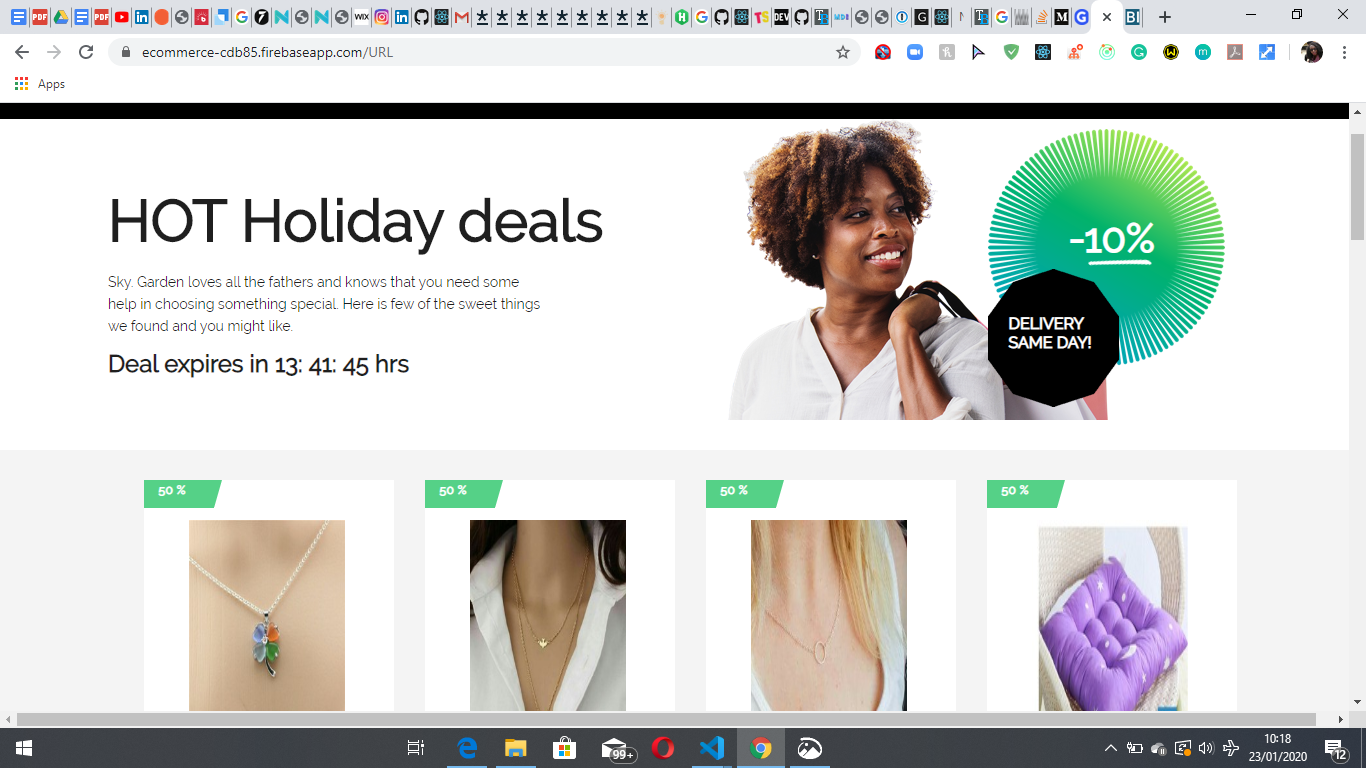 ecommerce-cdb85.firebaseapp.com/URL
Apps
HOT Holiday deals
Sky. Garden loves all the fathers and knows that you need some
help in choosing something special. Here is few of the sweet things
we found and you might like.
Deal expires in 13: 41: 45 hrs
-10%
DELIVERY
SAME DAY!
50 %
50 %
50 %
50 %
99+
10:18
23/01/2020
12